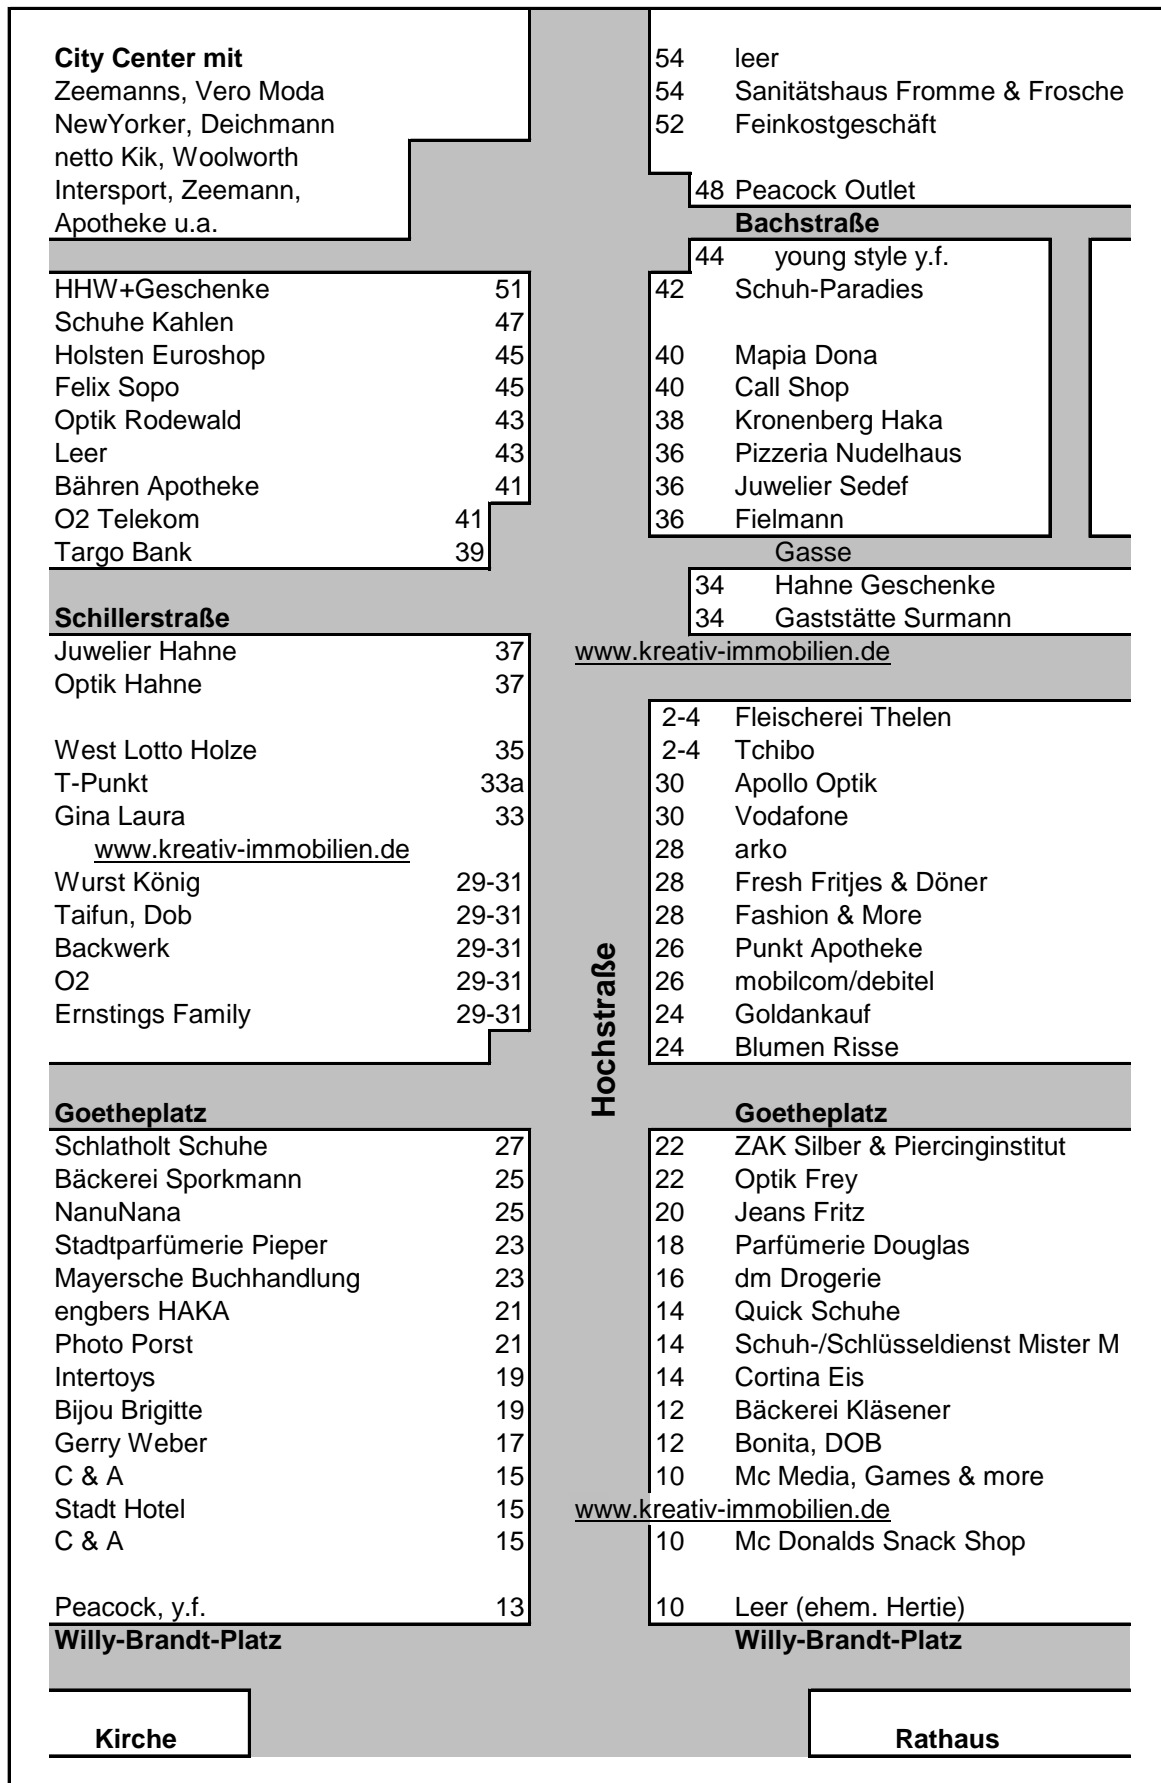 City Center mit 54 leer
Zeemanns, Vero Moda 54 Sanitätshaus Fromme & Frosche
NewYorker, Deichmann 52 Feinkostgeschäft
netto Kik, Woolworth
Intersport, Zeemann, 48 Peacock Outlet
Apotheke u.a. Bachstraße
44 young style y.f.
HHW+Geschenke 51 42 Schuh-Paradies
Schuhe Kahlen 47
Holsten Euroshop 45 40 Mapia Dona
Felix Sopo 45 40 Call Shop
Optik Rodewald 43 38 Kronenberg Haka
Leer 43 36 Pizzeria Nudelhaus
Bähren Apotheke 41 36 Juwelier Sedef
O2 Telekom 41 36 Fielmann
Targo Bank 39 Gasse
34 Hahne Geschenke
Schillerstraße 34 Gaststätte Surmann
Juwelier Hahne 37 www.kreativ-immobilien.de
Optik Hahne 37
2-4 Fleischerei Thelen
West Lotto Holze 35 2-4 Tchibo
T-Punkt 33a 30 Apollo Optik
Gina Laura 33 30 Vodafone
www.kreativ-immobilien.de 28 arko
Wurst König 29-31 28 Fresh Fritjes & Döner
Taifun, Dob 29-31 28 Fashion & More
Backwerk 29-31 26 Punkt Apotheke
O2 29-31 26 mobilcom/debitel
Ernstings Family 29-31 24 Goldankauf
24 Blumen Risse
Hochstraße
Goetheplatz Goetheplatz
Schlatholt Schuhe 27 22 ZAK Silber & Piercinginstitut
Bäckerei Sporkmann 25 22 Optik Frey
NanuNana 25 20 Jeans Fritz
Stadtparfümerie Pieper 23 18 Parfümerie Douglas
Mayersche Buchhandlung 23 16 dm Drogerie
engbers HAKA 21 14 Quick Schuhe
Photo Porst 21 14 Schuh-/Schlüsseldienst Mister M
Intertoys 19 14 Cortina Eis
Bijou Brigitte 19 12 Bäckerei Kläsener
Gerry Weber 17 12 Bonita, DOB
C & A 15 10 Mc Media, Games & more
Stadt Hotel 15 www.kreativ-immobilien.de
C & A 15 10 Mc Donalds Snack Shop
Peacock, y.f. 13 10 Leer (ehem. Hertie)
Willy-Brandt-Platz Willy-Brandt-Platz
Kirche Rathaus